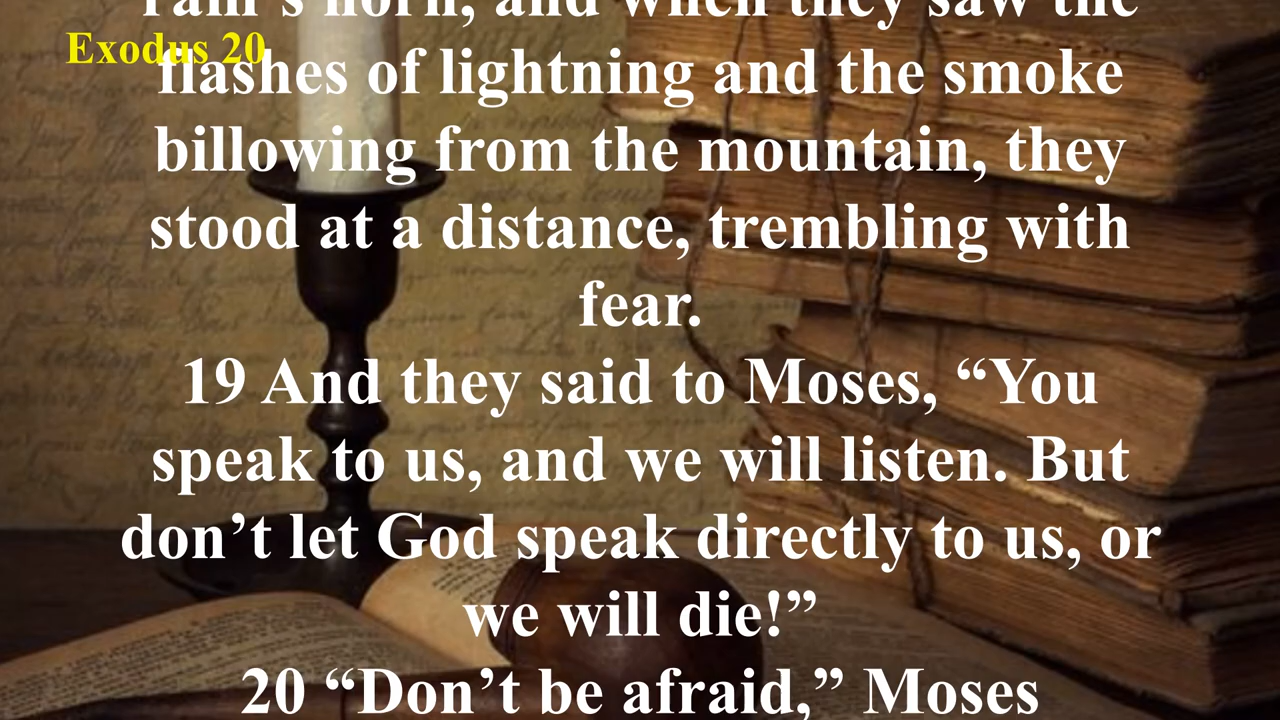 ram's horn, and when they saw the
Exodus 20
flashes of lightning and the smoke
billowing from the mountain, they
stood at a distance, trembling with
fear.
19 And they said to Moses, “You
speak to us, and we will listen. But
don’t let God speak directly to us, or
we will die!”
20 “Don’t be afraid,” Moses